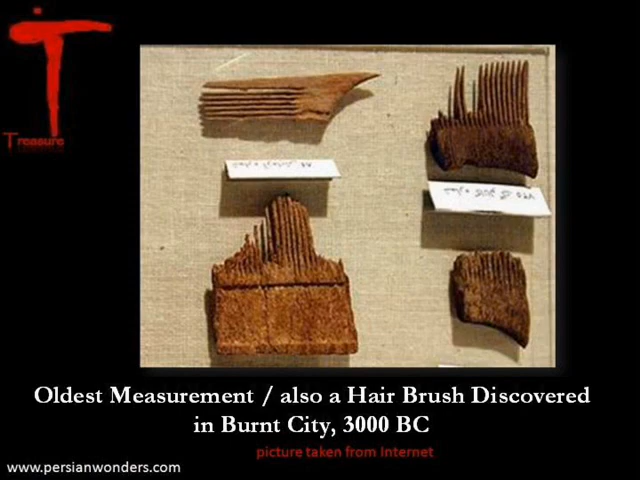 Treasure
Oldest Measurement / also a Hair Brush Discovered
in Burnt City, 3000 BC
picture taken from Internet
www.persianwonders.com